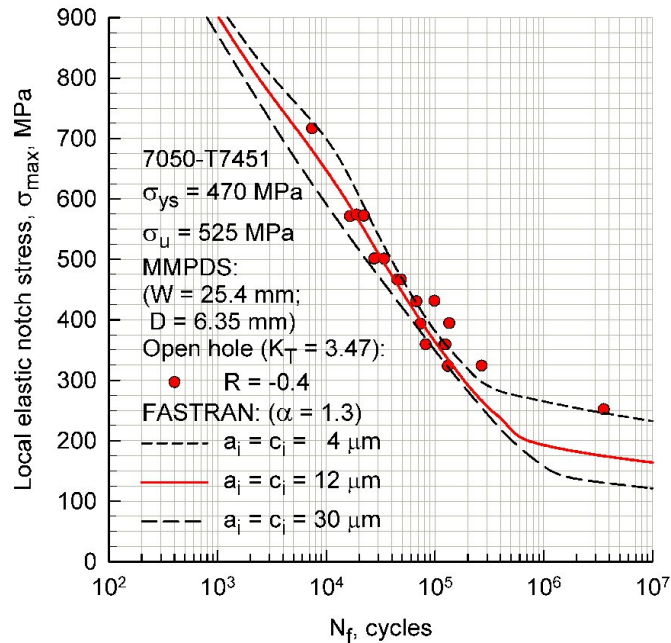 900
800
700
600
500
400
300
200
100
0
Local elastic notch stress, σmax, MPa
7050-T7451
σys = 470 MPa
σu = 525 MPa
MMPDS:
(W = 25.4 mm;
D = 6.35 mm)
Open hole (KT = 3.47):
R = -0.4
FASTRAN: (α = 1.3)
ai = ci = 4 μm
ai = ci = 12 μm
ai = ci = 30 μm
10² 10³ 10⁴ 10⁵ 10⁶ 10⁷
Nf, cycles